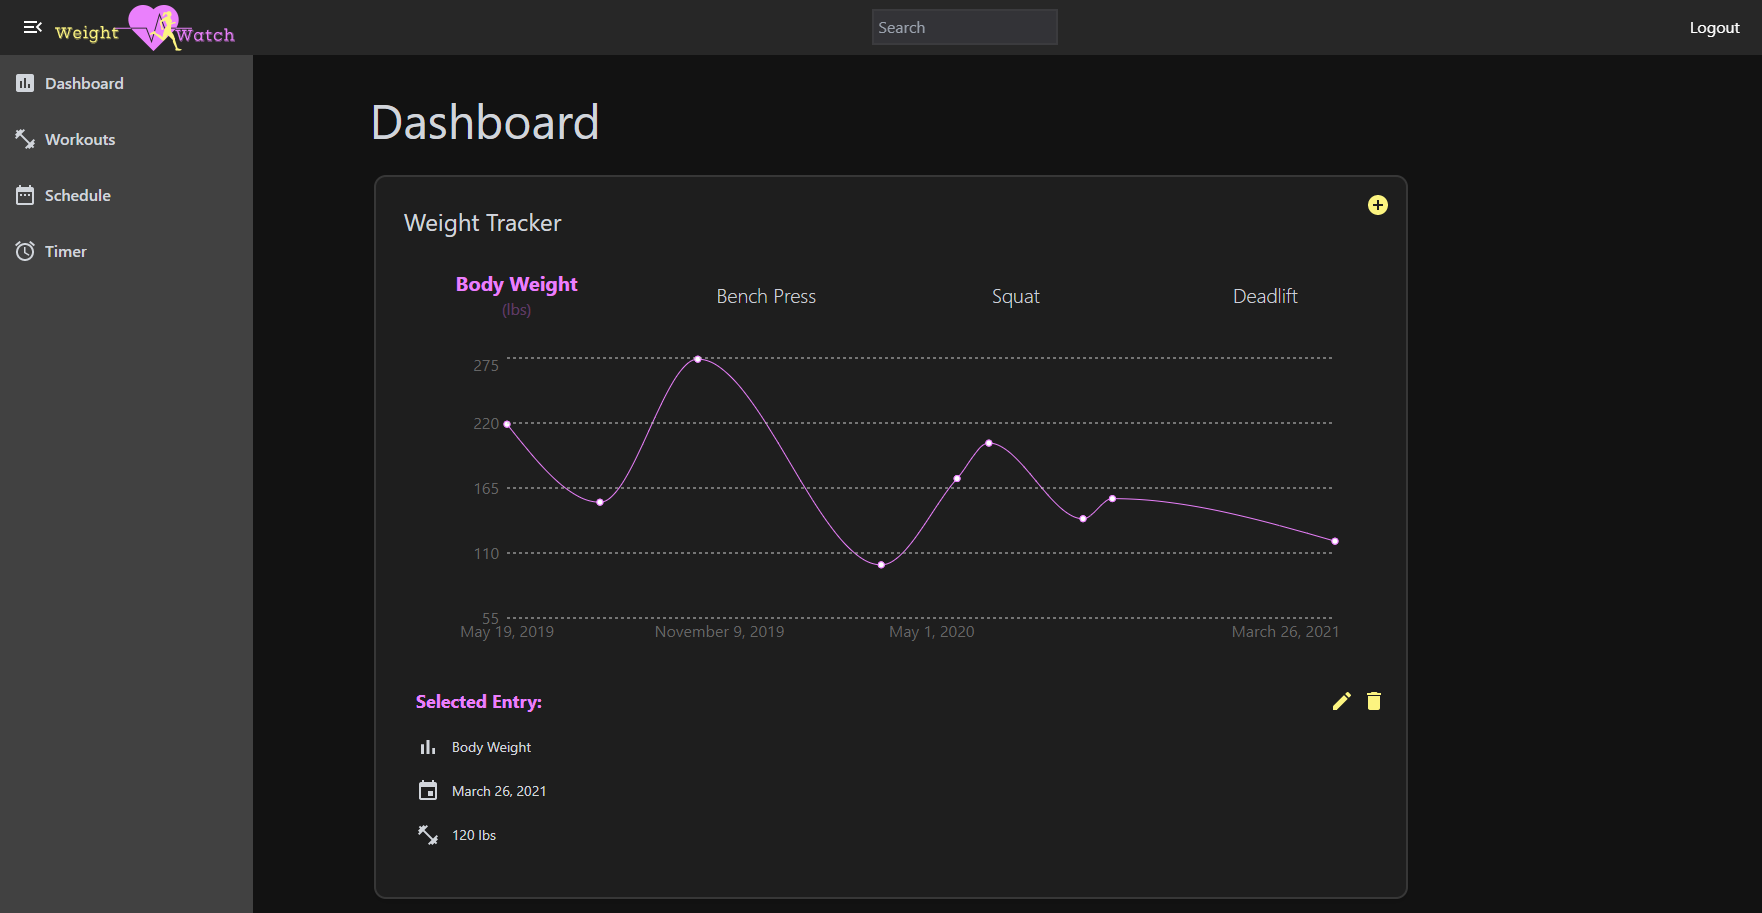 Weight Watch
Search
Logout
Dashboard
Workouts
Schedule
Timer
Dashboard
Weight Tracker
Body Weight
(lbs)
Bench Press
Squat
Deadlift
275
220
165
110
55
May 19, 2019
November 9, 2019
May 1, 2020
March 26, 2021
Selected Entry:
Body Weight
March 26, 2021
120 lbs